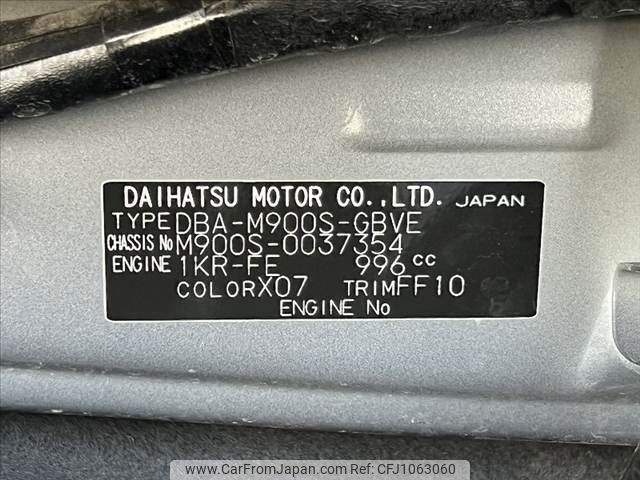 DAIHATSU MOTOR CO.,LTD. JAPAN
TYPE DBA-M900S-GBVE
CHASSIS No M900S-0037354
ENGINE 1KR-FE 996 cc
COLOR X07 TRIM FF10
ENGINE No
www.CarFromJapan.com (REFNO:CFJ1063060)